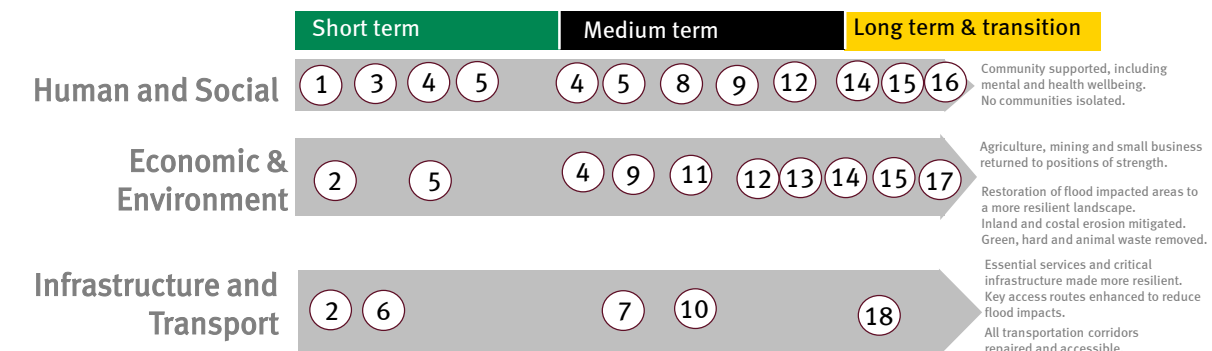 Short term
Medium term
Long term & transition
Human and Social
1 3 4 5 4 5 8 9 12 14 15 16
Community supported, including
mental and health wellbeing.
No communities isolated.
Economic &
Environment
2 5 4 9 11 12 13 14 15 17
Agriculture, mining and small business
returned to positions of strength.
Restoration of flood impacted areas to
a more resilient landscape.
Inland and costal erosion mitigated.
Green, hard and animal waste removed.
Infrastructure and
Transport
2 6 7 10 18
Essential services and critical
infrastructure made more resilient.
Key access routes enhanced to reduce
flood impacts.
All transportation corridors
repaired and accessible